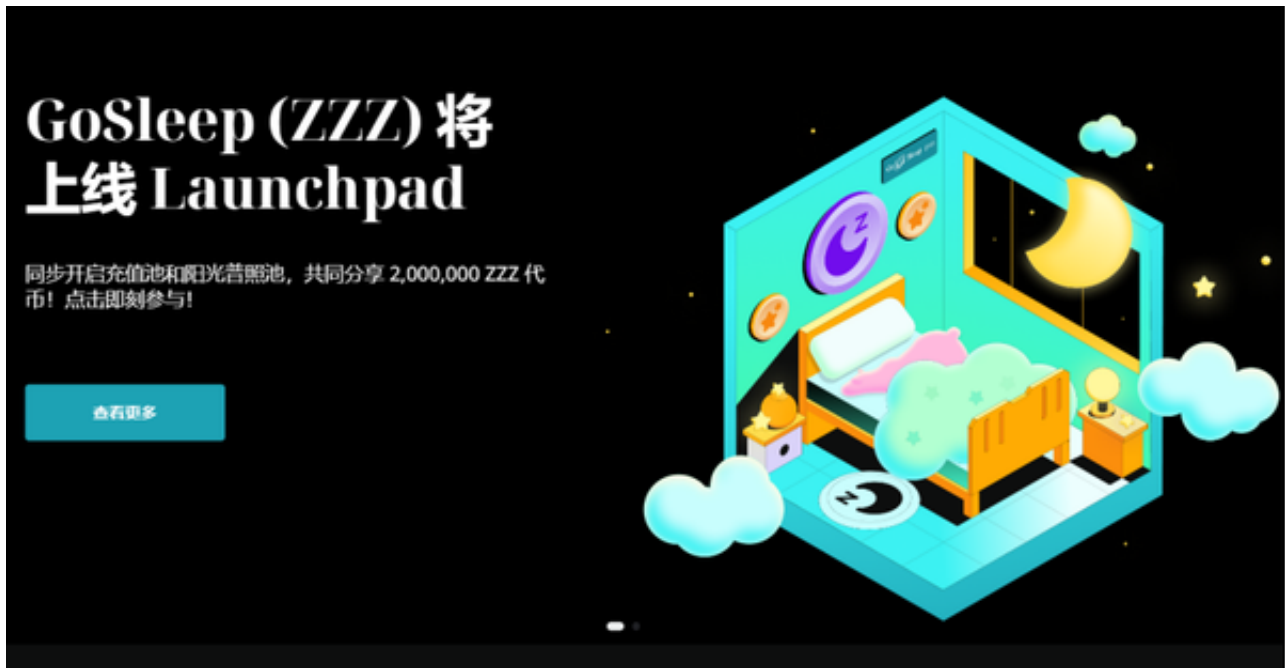 GoSleep (ZZZ) 将
上线 Launchpad
同步开启充值池和阳光普照池，共同分享 2,000,000 ZZZ 代
币！点击即刻参与！
查看更多